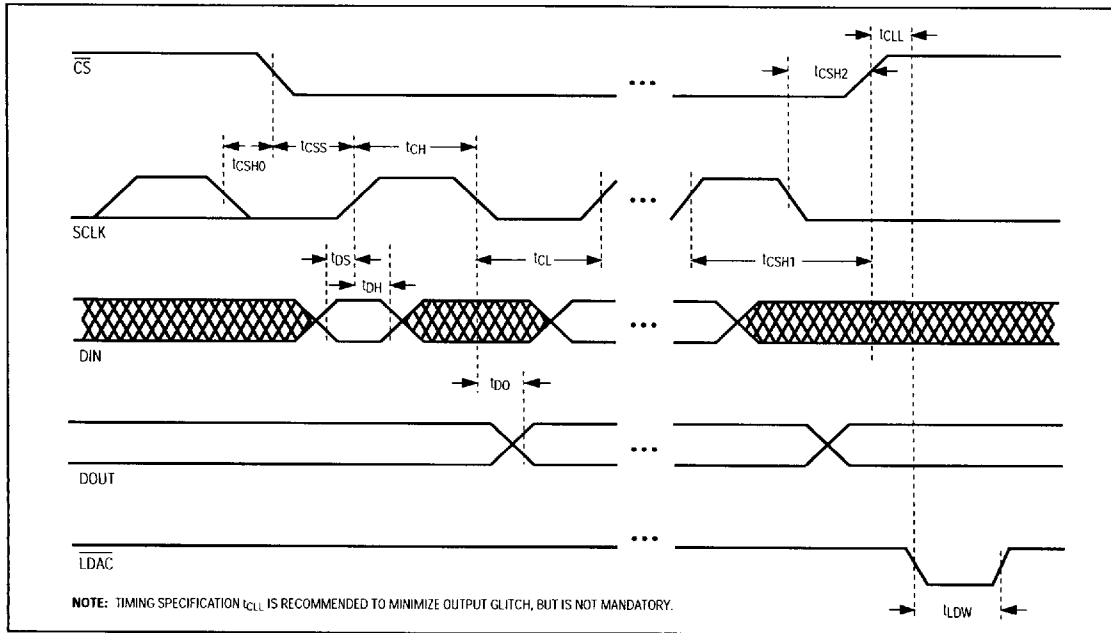 tCLL
CS
tCSH2
•••
tCSH0
tCSS
tCH
•••
SCLK
tDS
tCL
tCSH1
tDH
•••
DIN
tDO
•••
DOUT
•••
LDAC
NOTE: TIMING SPECIFICATION tCLL IS RECOMMENDED TO MINIMIZE OUTPUT GLITCH, BUT IS NOT MANDATORY.
tLDW